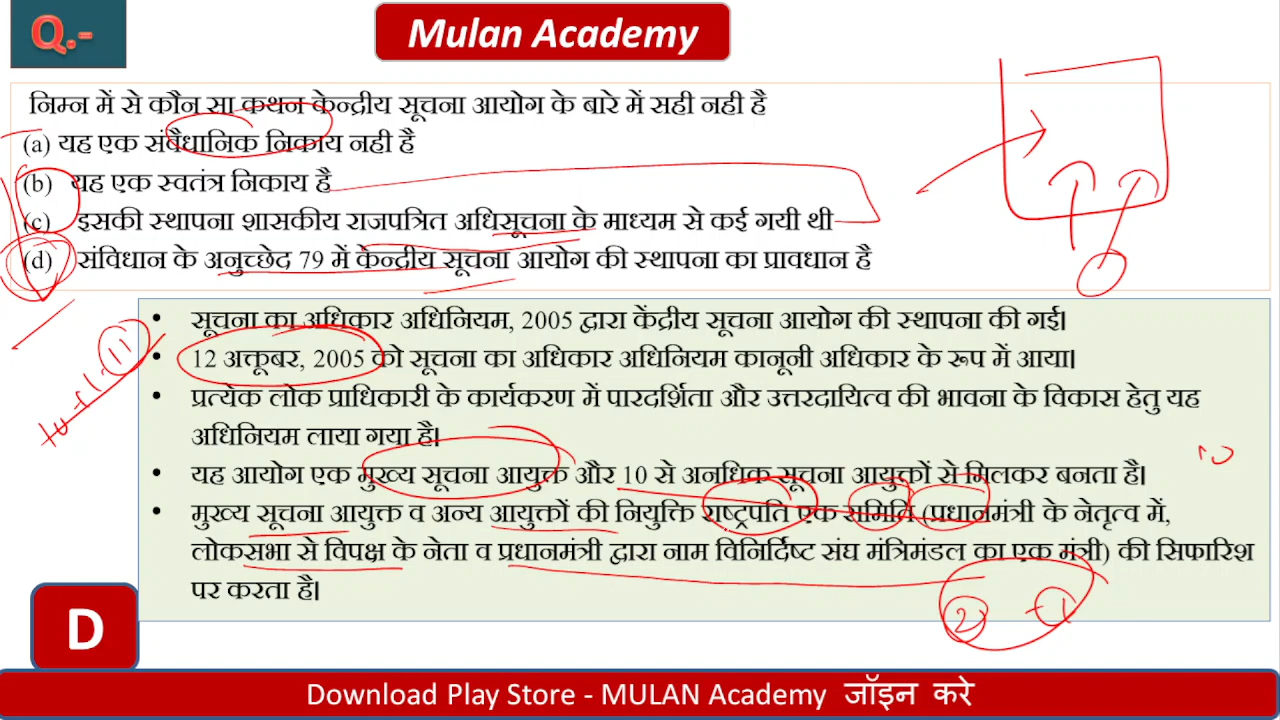 Q.-
Mulan Academy
निम्न में से कौन सा कथन केन्द्रीय सूचना आयोग के बारे में सही नही है
(a) यह एक संवैधानिक निकाय नही है
(b) यह एक स्वतंत्र निकाय है
(c) इसकी स्थापना शासकीय राजपत्रित अधिसूचना के माध्यम से कई गयी थी
(d) संविधान के अनुच्छेद 79 में केन्द्रीय सूचना आयोग की स्थापना का प्रावधान है
• सूचना का अधिकार अधिनियम, 2005 द्वारा केंद्रीय सूचना आयोग की स्थापना की गई।
• 12 अक्तूबर, 2005 को सूचना का अधिकार अधिनियम कानूनी अधिकार के रूप में आया।
11
• प्रत्येक लोक प्राधिकारी के कार्यकरण में पारदर्शिता और उत्तरदायित्व की भावना के विकास हेतु यह
अधिनियम लाया गया है।
10
• यह आयोग एक मुख्य सूचना आयुक्त और 10 से अनधिक सूचना आयुक्तों से मिलकर बनता है।
• मुख्य सूचना आयुक्त व अन्य आयुक्तों की नियुक्ति राष्ट्रपति एक समिति (प्रधानमंत्री के नेतृत्व में,
लोकसभा से विपक्ष के नेता व प्रधानमंत्री द्वारा नाम विनिर्दिष्ट संघ मंत्रिमंडल का एक मंत्री) की सिफारिश
पर करता है।
2 1
D
Download Play Store - MULAN Academy जॉइन करे